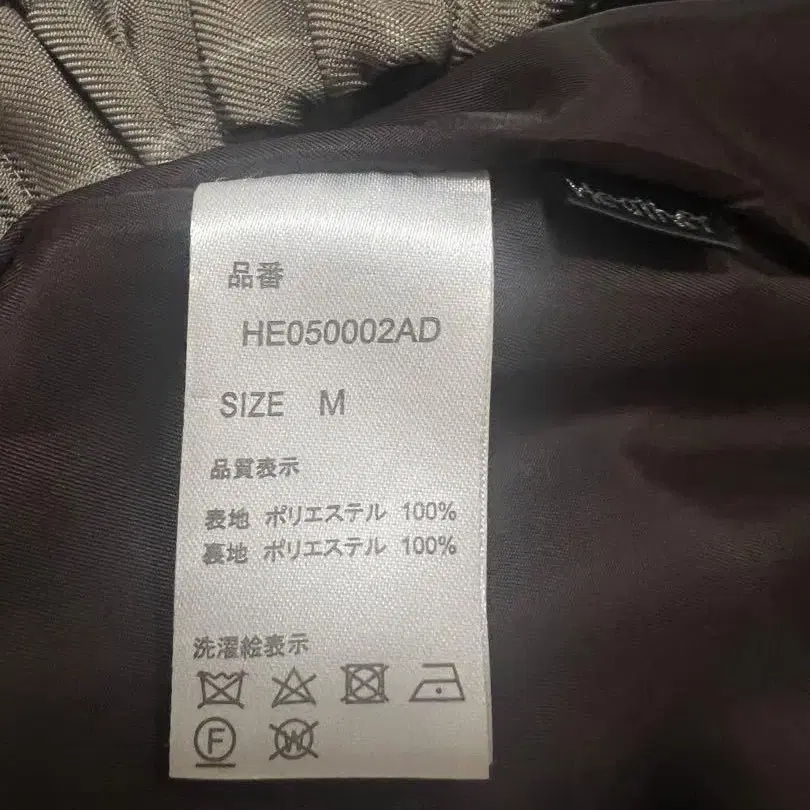 品番
HE050002AD
SIZE M
品質表示
表地 ポリエステル 100%
裏地 ポリエステル 100%
洗濯絵表示
F
W